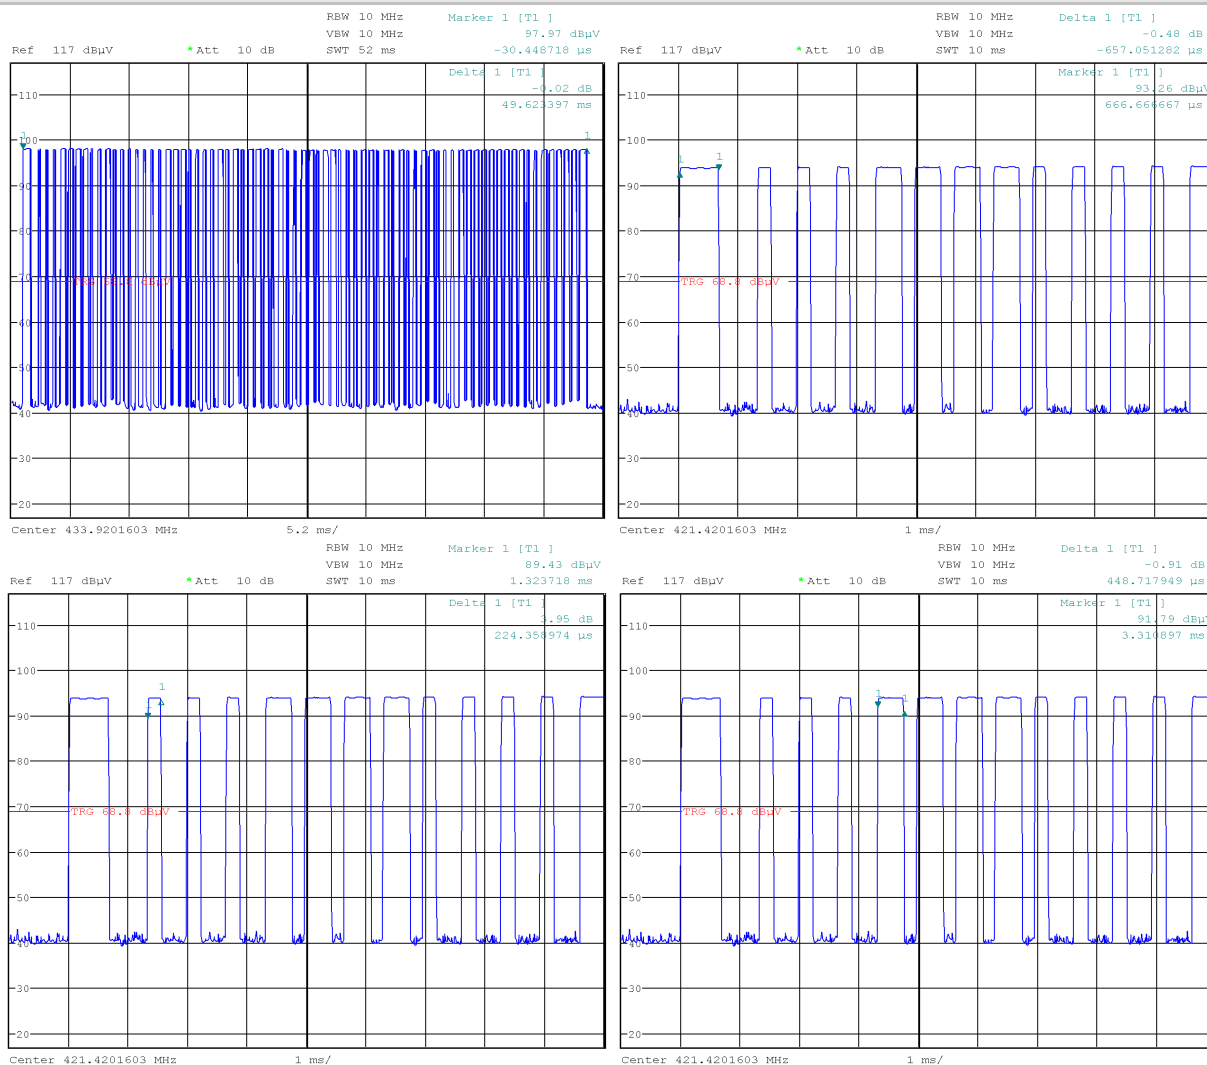 RBW 10 MHz Marker 1 [T1 ]
VBW 10 MHz 97.97 dBµV
Ref 117 dBµV *Att 10 dB SWT 52 ms -30.448718 µs
Delta 1 [T1 ]
-0.02 dB
49.623397 ms
110
1
100
1
90
80
70
TRG 68.8 dBµV
60
50
40
30
20
Center 433.9201603 MHz 5.2 ms/
RBW 10 MHz Delta 1 [T1 ]
VBW 10 MHz -0.48 dB
Ref 117 dBµV *Att 10 dB SWT 10 ms -657.051282 µs
Marker 1 [T1 ]
93.26 dBµV
666.666667 µs
110
100
1 1
90
80
70
TRG 68.8 dBµV
60
50
40
30
20
Center 421.4201603 MHz 1 ms/
RBW 10 MHz Marker 1 [T1 ]
VBW 10 MHz 89.43 dBµV
Ref 117 dBµV *Att 10 dB SWT 10 ms 1.323718 ms
Delta 1 [T1 ]
3.95 dB
224.358974 µs
110
100
1
1
90
80
70
TRG 68.8 dBµV
60
50
40
30
20
Center 421.4201603 MHz 1 ms/
RBW 10 MHz Delta 1 [T1 ]
VBW 10 MHz -0.91 dB
Ref 117 dBµV *Att 10 dB SWT 10 ms 448.717949 µs
Marker 1 [T1 ]
91.79 dBµV
3.310897 ms
110
100
1 1
90
80
70
TRG 68.8 dBµV
60
50
40
30
20
Center 421.4201603 MHz 1 ms/